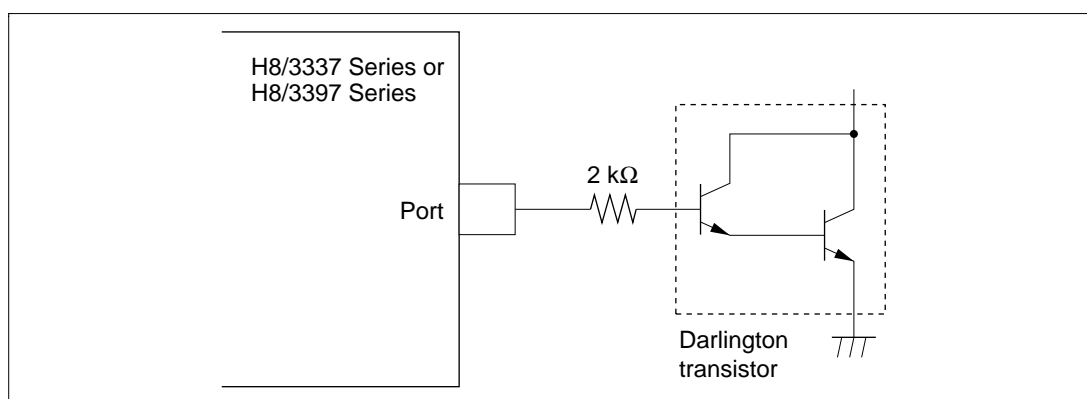 H8/3337 Series or
H8/3397 Series
2 kΩ
Port
Darlington
transistor